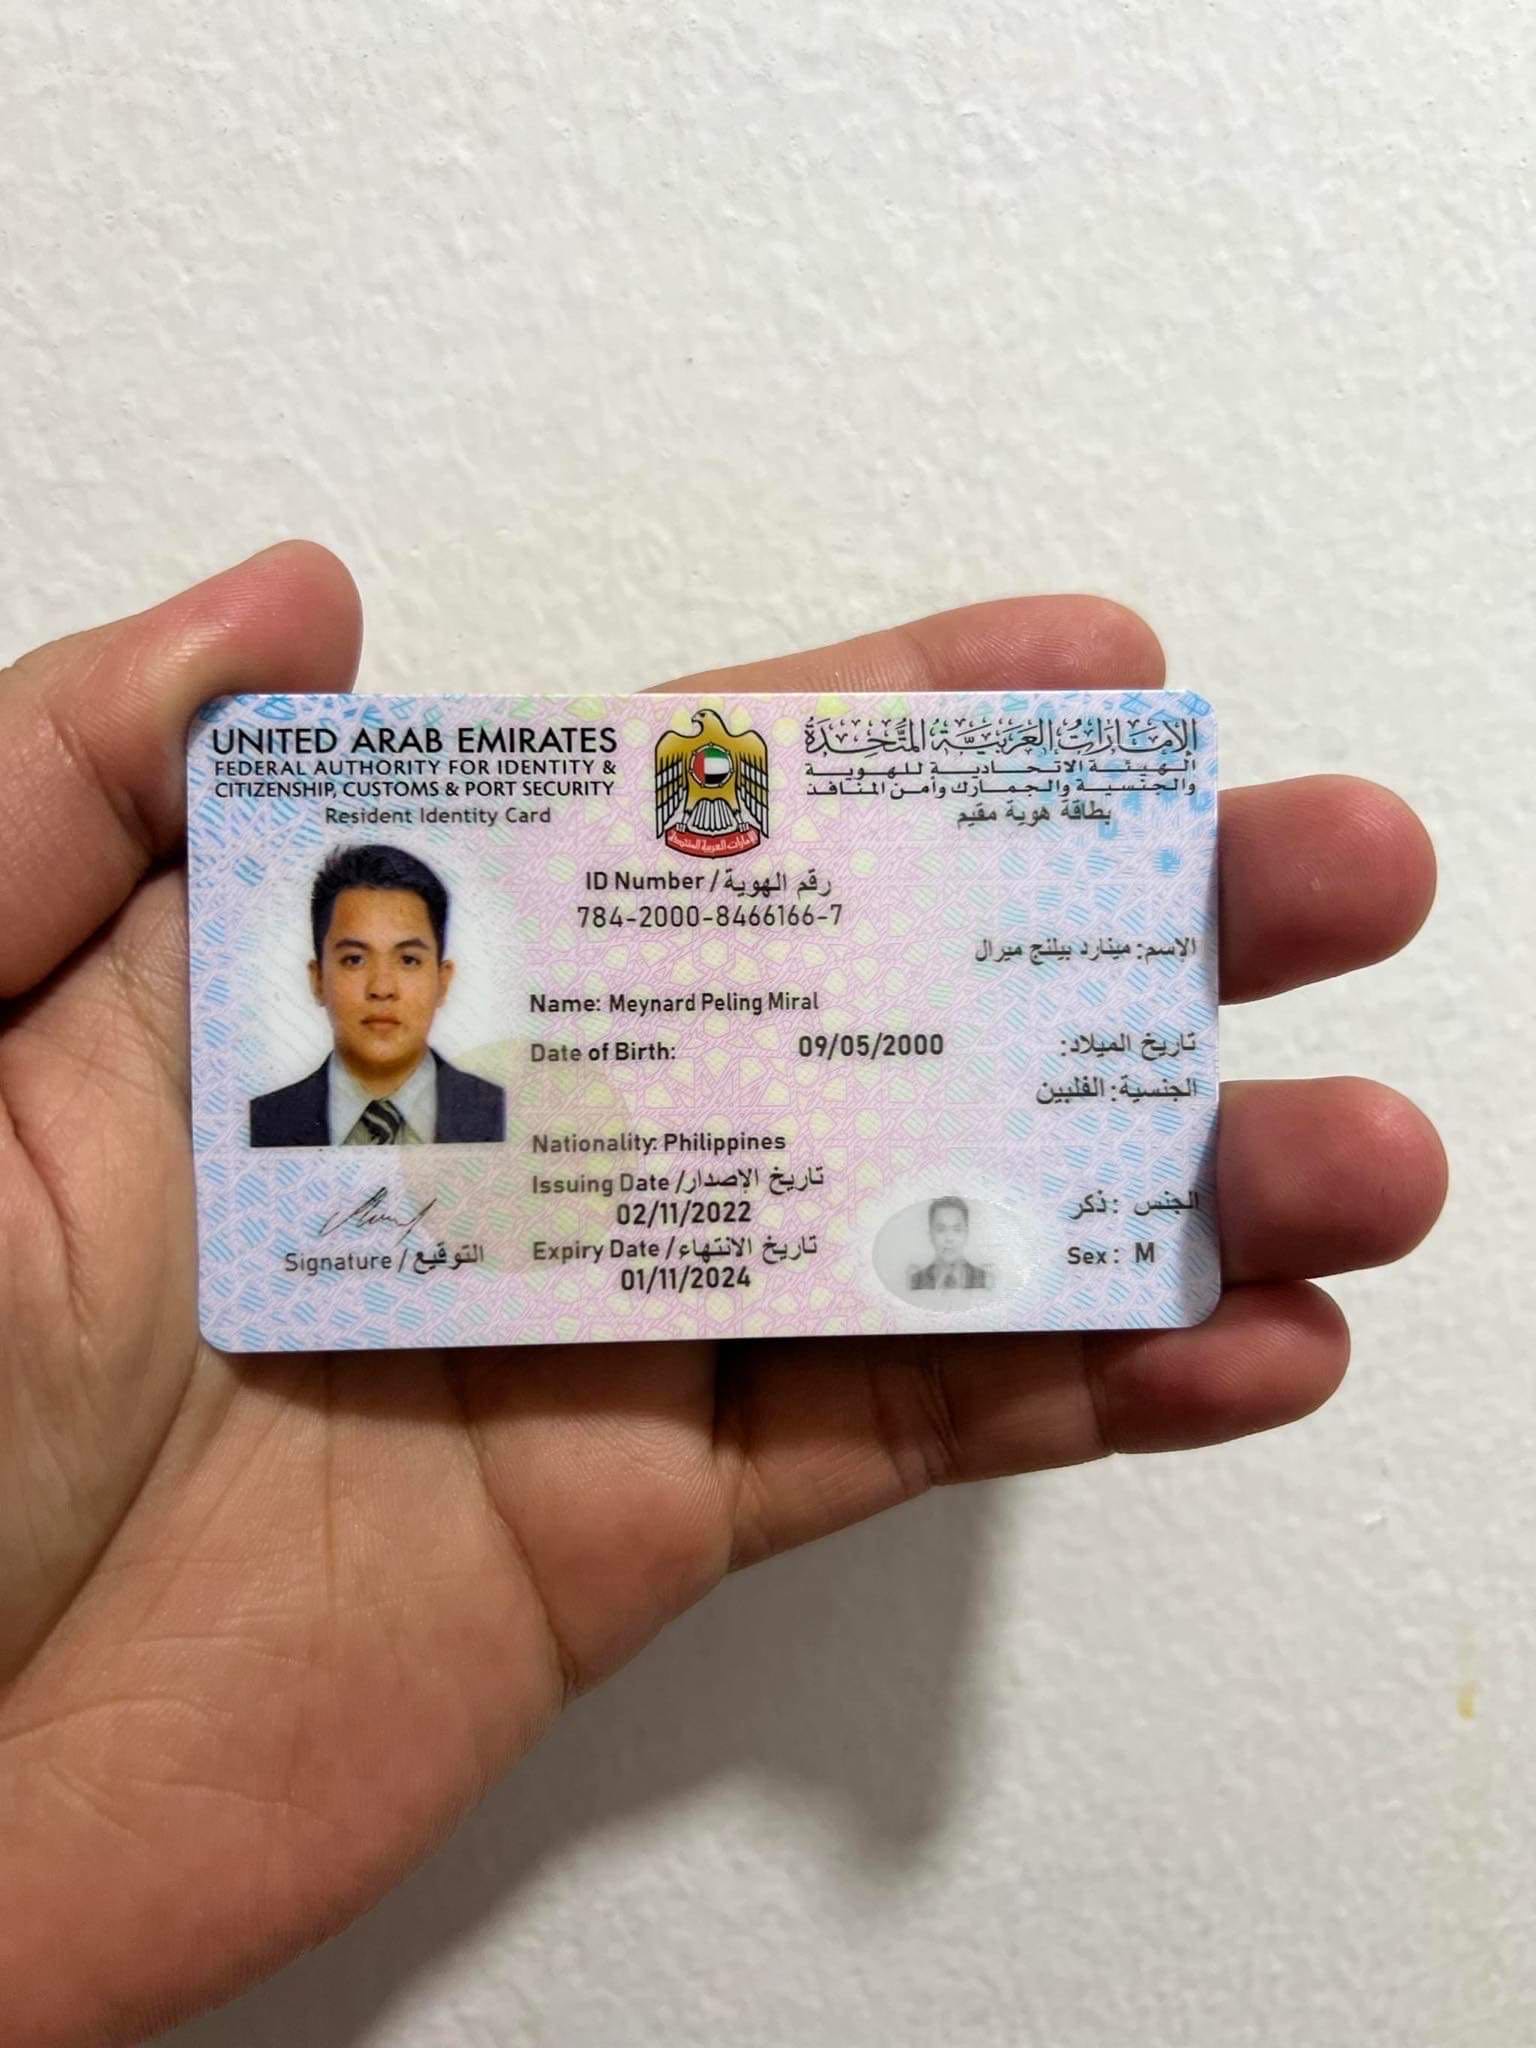 UNITED ARAB EMIRATES
FEDERAL AUTHORITY FOR IDENTITY &
CITIZENSHIP, CUSTOMS & PORT SECURITY
Resident Identity Card
الإمارات العربية المتحدة
الهيئة الاتحادية للهوية
والجنسية والجمارك وأمن المنافذ
بطاقة هوية مقيم
الإمارات العربية المتحدة
ID Number / رقم الهوية
784-2000-8466166-7
الإسم: مينارد بيلنج ميرال
Name: Meynard Peling Miral
Date of Birth: 09/05/2000 تاريخ الميلاد:
الجنسية: الفلبين
Nationality: Philippines
Issuing Date / تاريخ الإصدار
02/11/2022
Expiry Date / تاريخ الانتهاء
01/11/2024
الجنس : ذكر
Sex : M
Signature / التوقيع